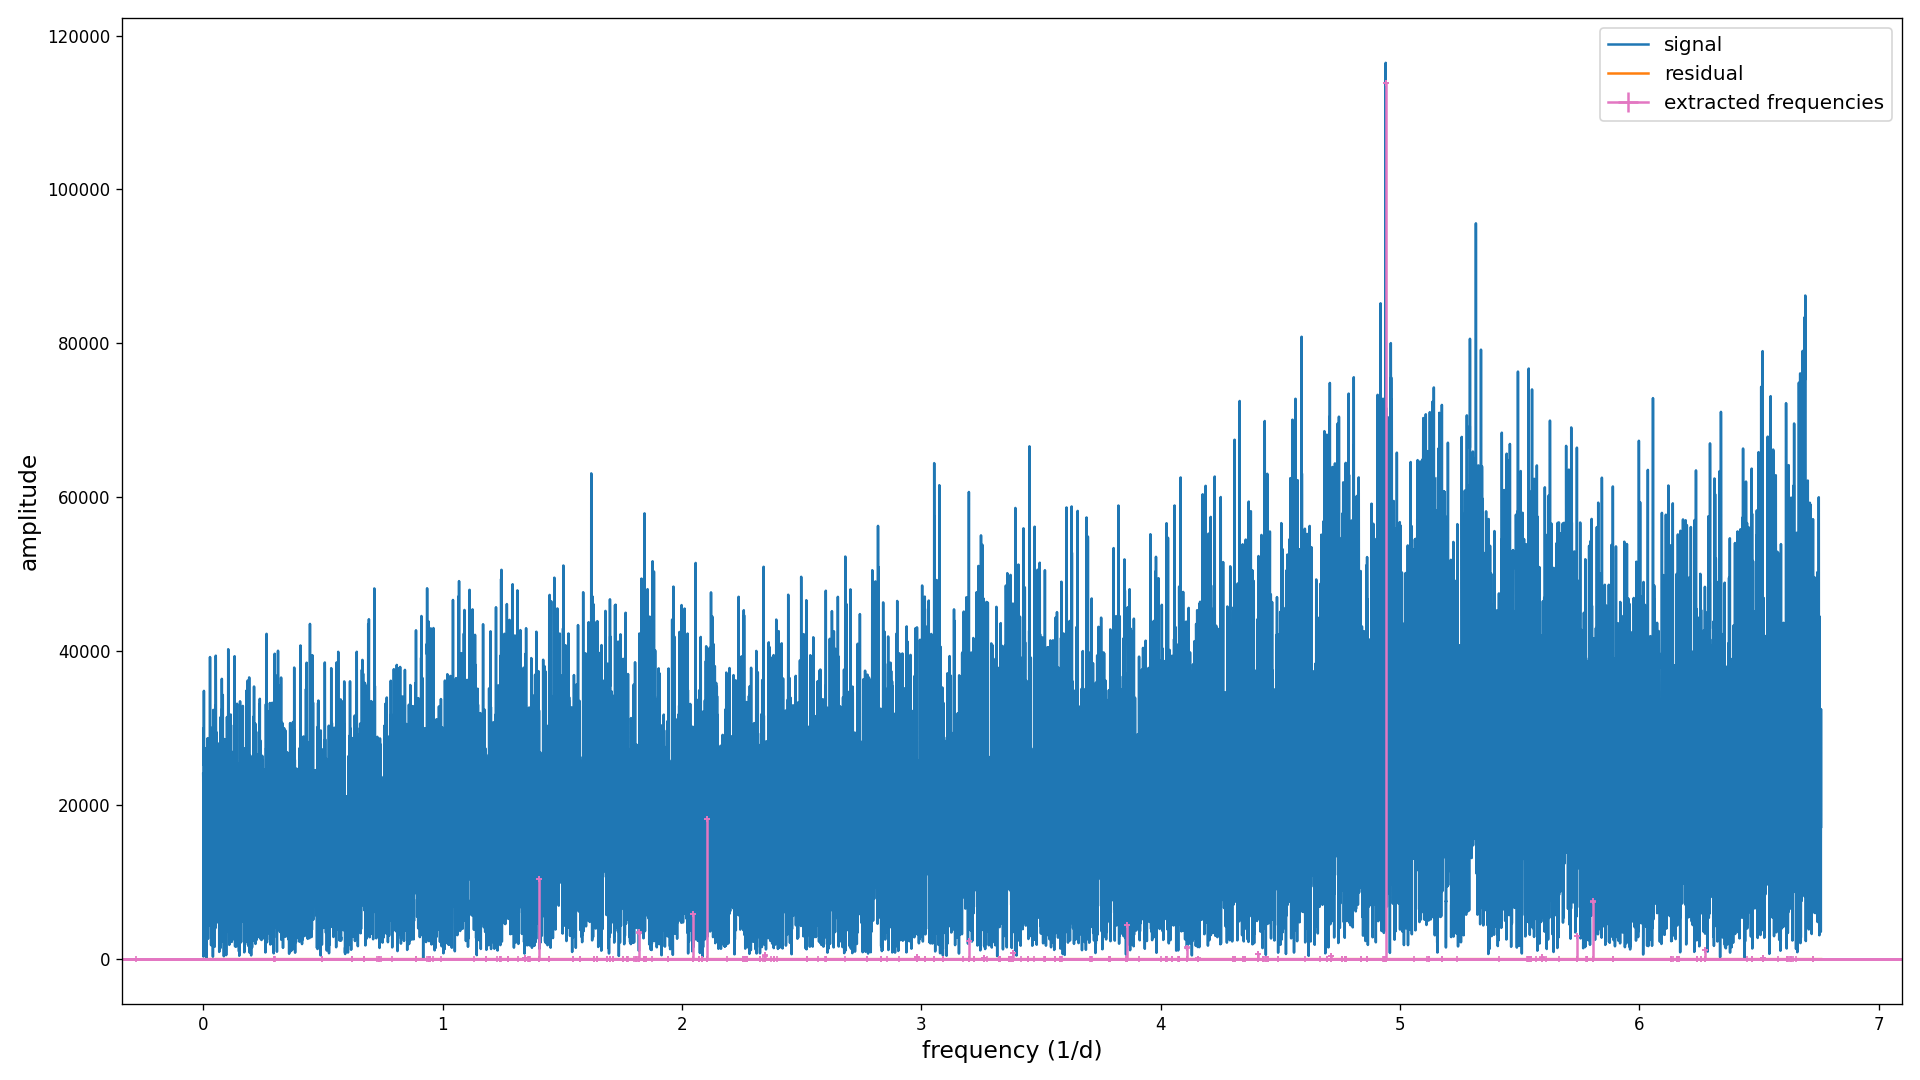 120000
100000
80000
60000
40000
20000
0
amplitude
0 1 2 3 4 5 6 7
frequency (1/d)
signal
residual
extracted frequencies